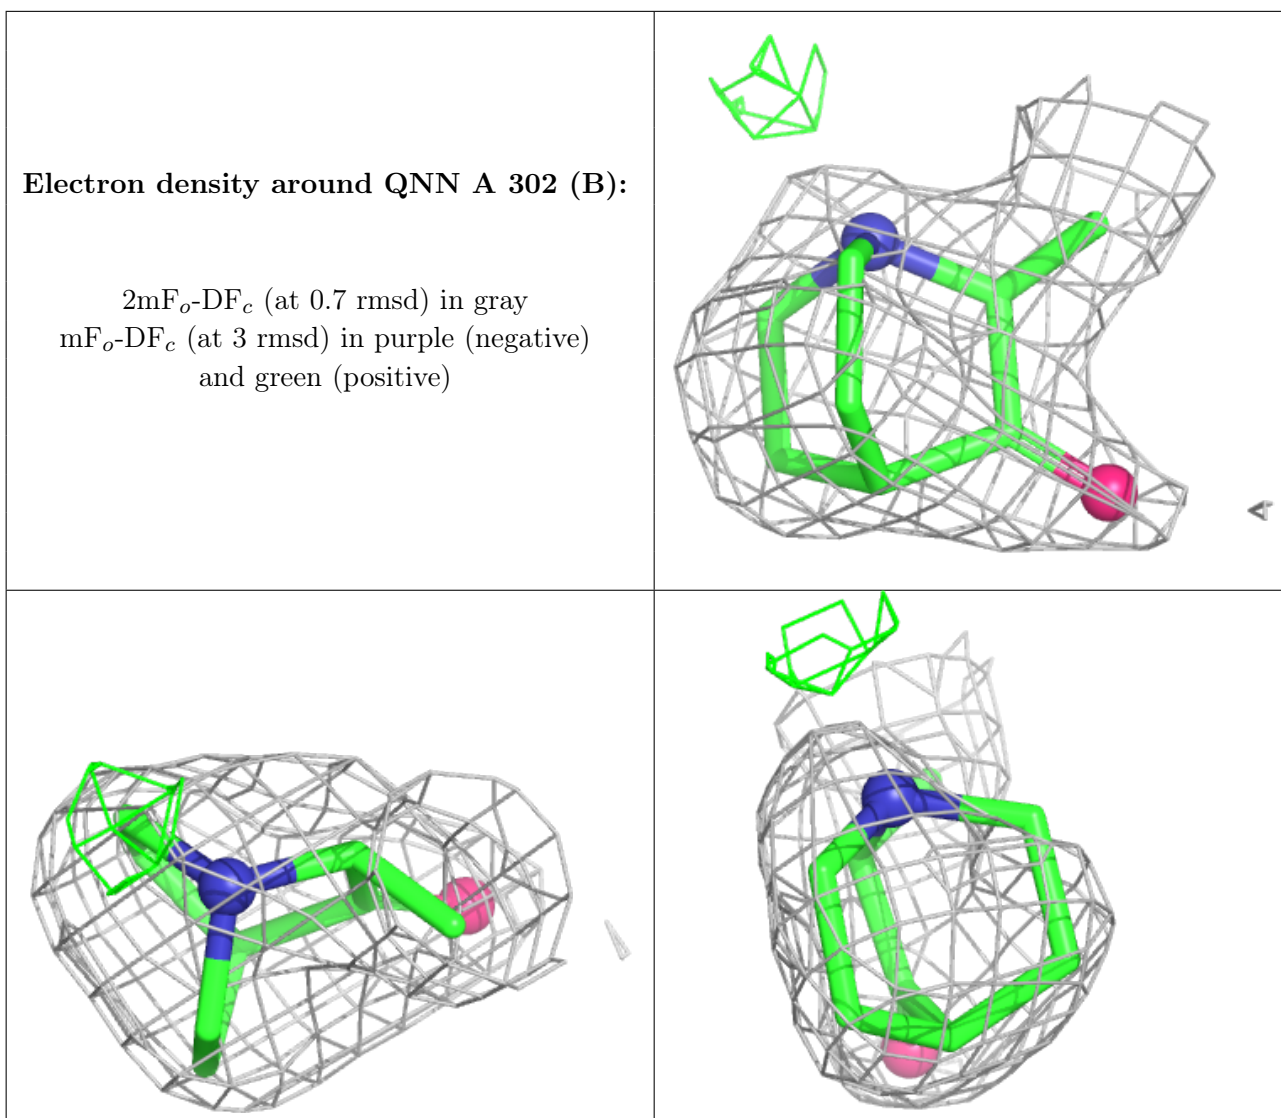 Electron density around QNN A 302 (B):
2mFo-DFc (at 0.7 rmsd) in gray
mFo-DFc (at 3 rmsd) in purple (negative)
and green (positive)